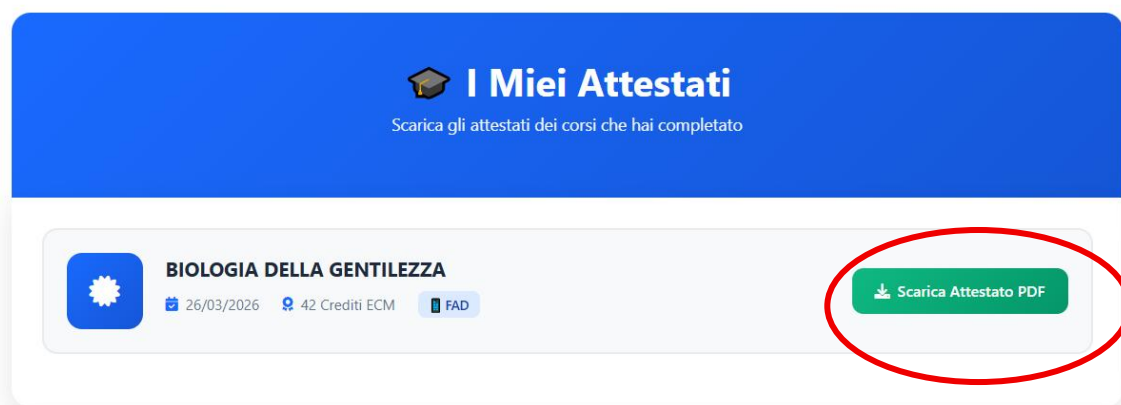 🎓 I Miei Attestati
Scarica gli attestati dei corsi che hai completato
BIOLOGIA DELLA GENTILEZZA
26/03/2026 42 Crediti ECM FAD
Scarica Attestato PDF